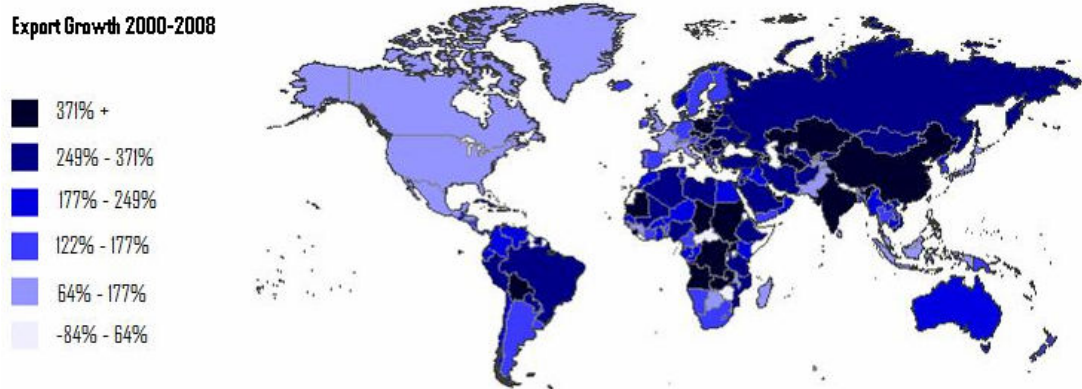 Export Growth 2000-2008
371% +
249% - 371%
177% - 249%
122% - 177%
64% - 177%
-84% - 64%